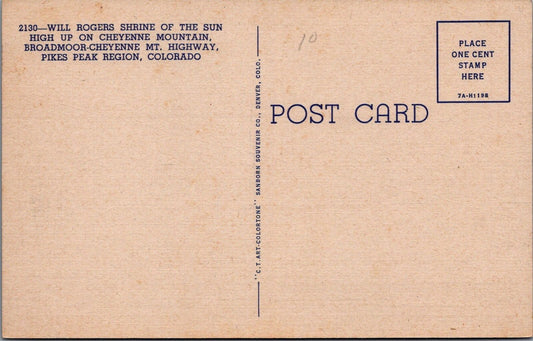 2130—WILL ROGERS SHRINE OF THE SUN
HIGH UP ON CHEYENNE MOUNTAIN,
BROADMOOR-CHEYENNE MT. HIGHWAY,
PIKES PEAK REGION, COLORADO
10
"C.T. ART-COLORTONE" SANBORN SOUVENIR CO., DENVER, COLO.
POST CARD
PLACE
ONE CENT
STAMP
HERE
7A-H1198